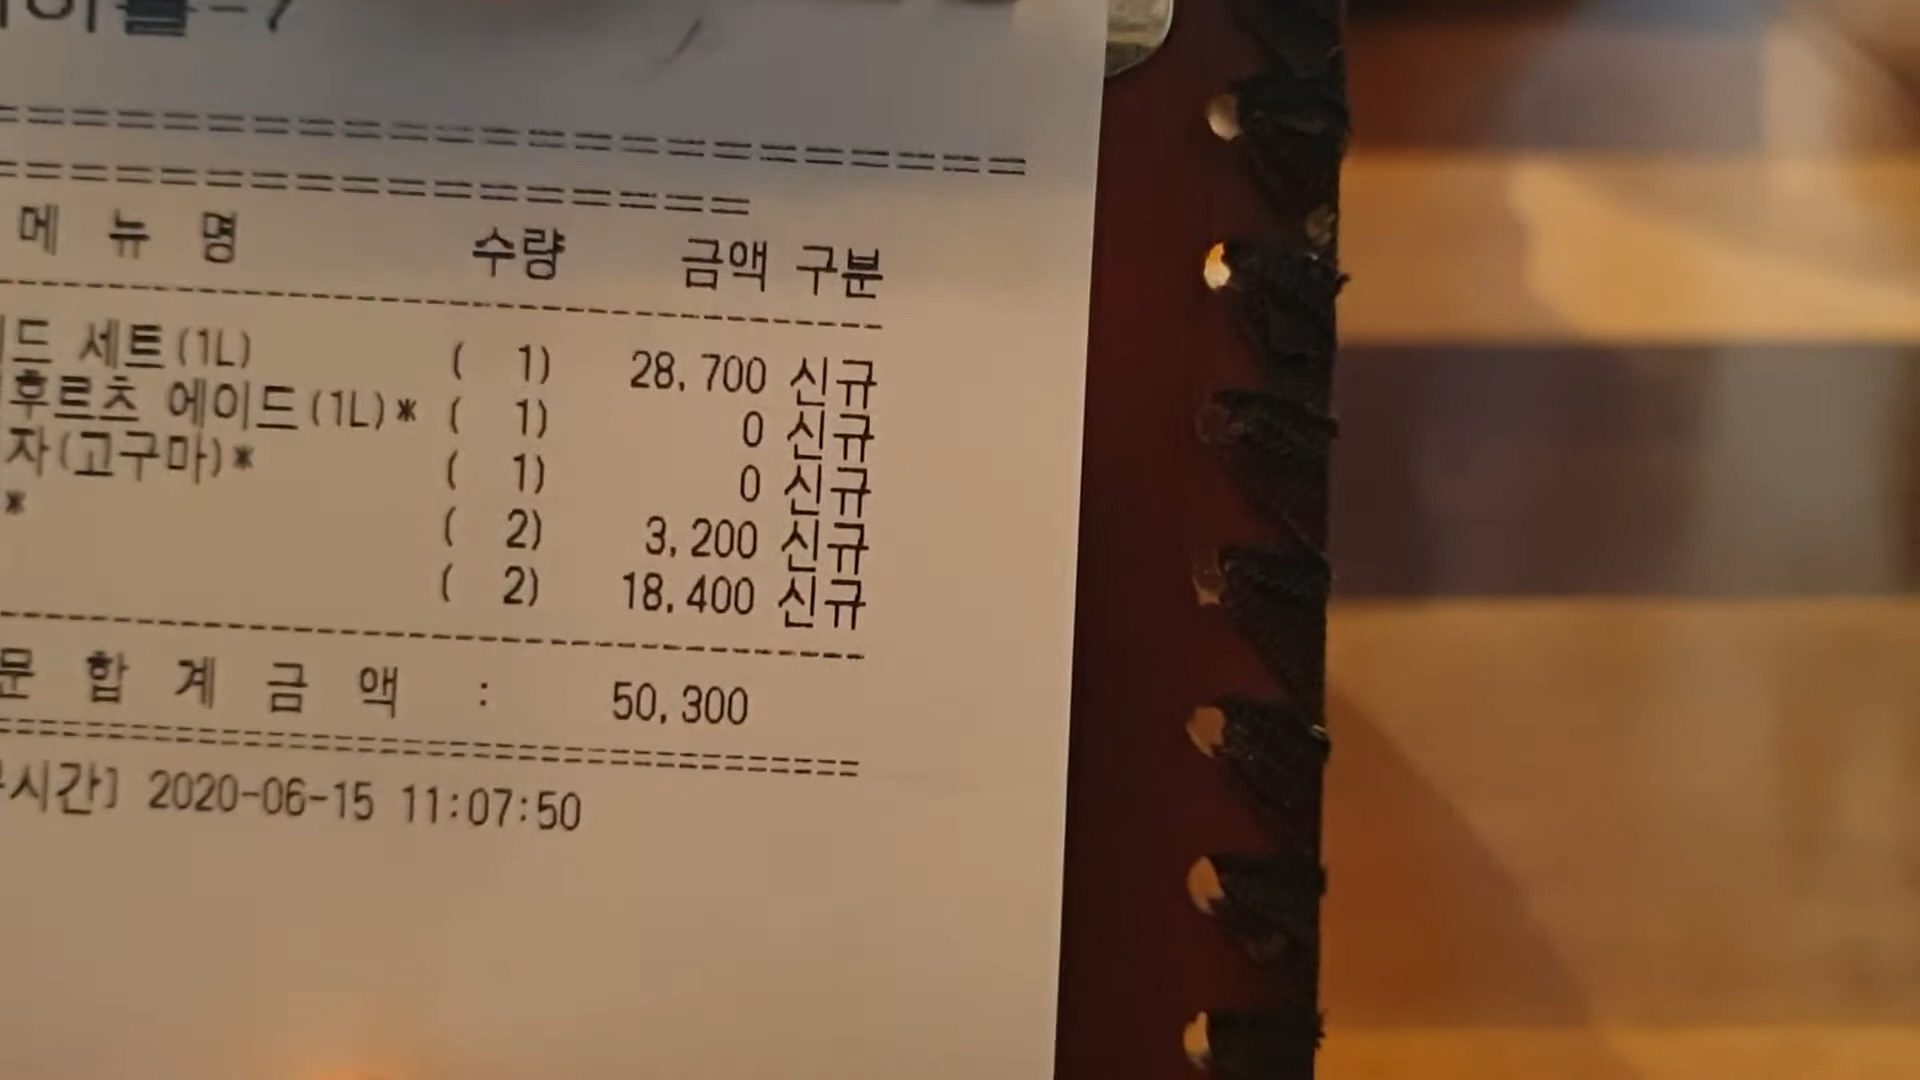 이블-7
================================
=========================
메 뉴 명 수량 금액 구분
드 세트(1L) ( 1) 28,700 신규
후르츠 에이드(1L)* ( 1) 0 신규
자(고구마)* ( 1) 0 신규
* ( 2) 3,200 신규
( 2) 18,400 신규
문 합 계 금 액 : 50,300
시간] 2020-06-15 11:07:50